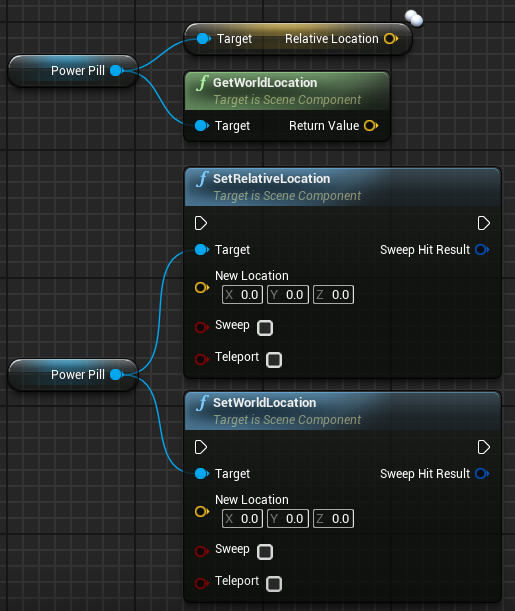 Target Relative Location
Power Pill
GetWorldLocation
Target is Scene Component
Target Return Value
SetRelativeLocation
Target is Scene Component
Target Sweep Hit Result
New Location
X 0.0 Y 0.0 Z 0.0
Sweep
Teleport
Power Pill
SetWorldLocation
Target is Scene Component
Target Sweep Hit Result
New Location
X 0.0 Y 0.0 Z 0.0
Sweep
Teleport